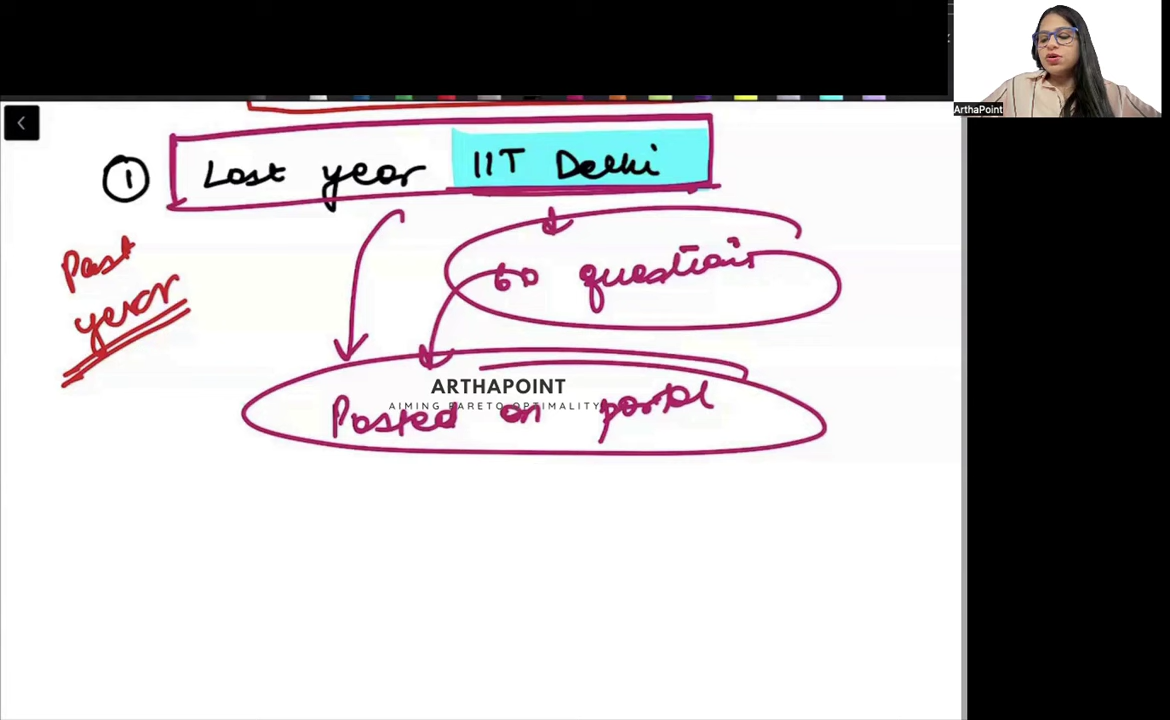 ArthaPoint
① Last year IIT Delhi
Past
year
60 questions
ARTHAPOINT
AIMING PARETO OPTIMALITY
Posted on portal